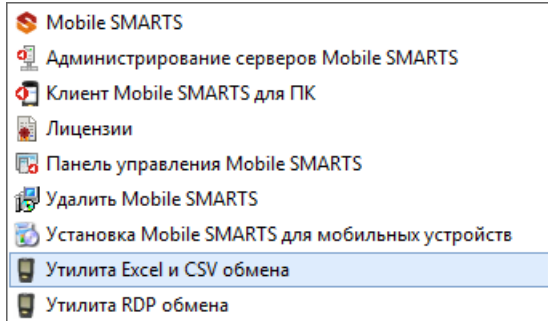 Mobile SMARTS
Администрирование серверов Mobile SMARTS
Клиент Mobile SMARTS для ПК
Лицензии
Панель управления Mobile SMARTS
Удалить Mobile SMARTS
Установка Mobile SMARTS для мобильных устройств
Утилита Excel и CSV обмена
Утилита RDP обмена